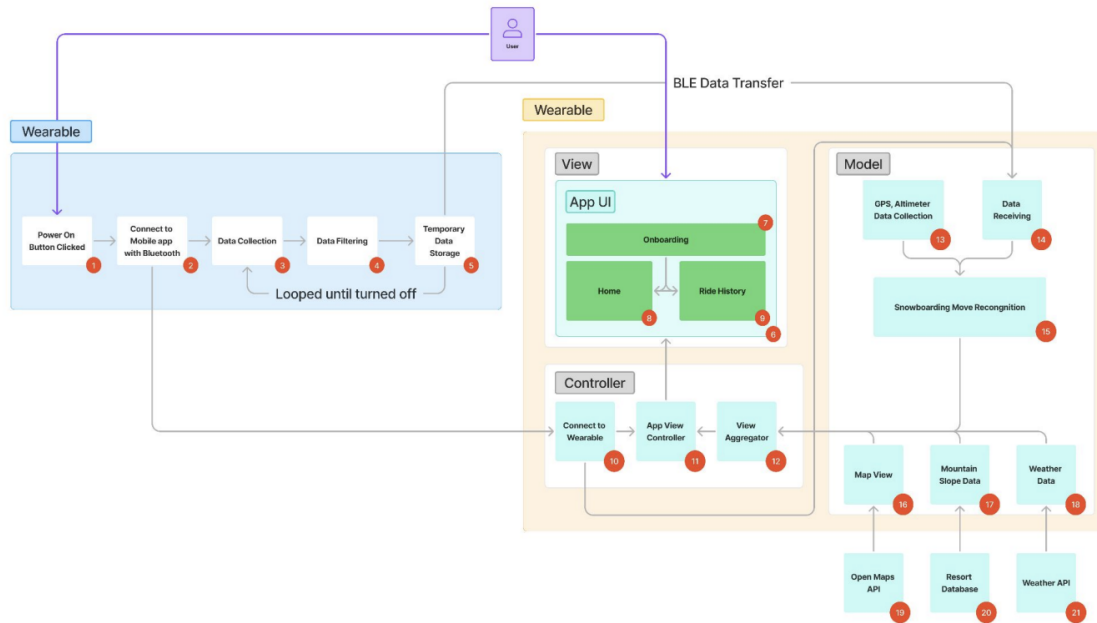 User
BLE Data Transfer
Wearable
Wearable
View
Model
App UI
GPS, Altimeter
Data Collection
13
Data
Receiving
14
7
Onboarding
Power On
Button Clicked
1
Connect to
Mobile app
with Bluetooth
2
Data Collection
3
Data Filtering
4
Temporary
Data
Storage
5
Looped until turned off
Home
8
Ride History
9
6
Snowboarding Move Recongnition
15
Controller
Connect to
Wearable
10
App View
Controller
11
View
Aggregator
12
Map View
16
Mountain
Slope Data
17
Weather
Data
18
Open Maps
API
19
Resort
Database
20
Weather API
21